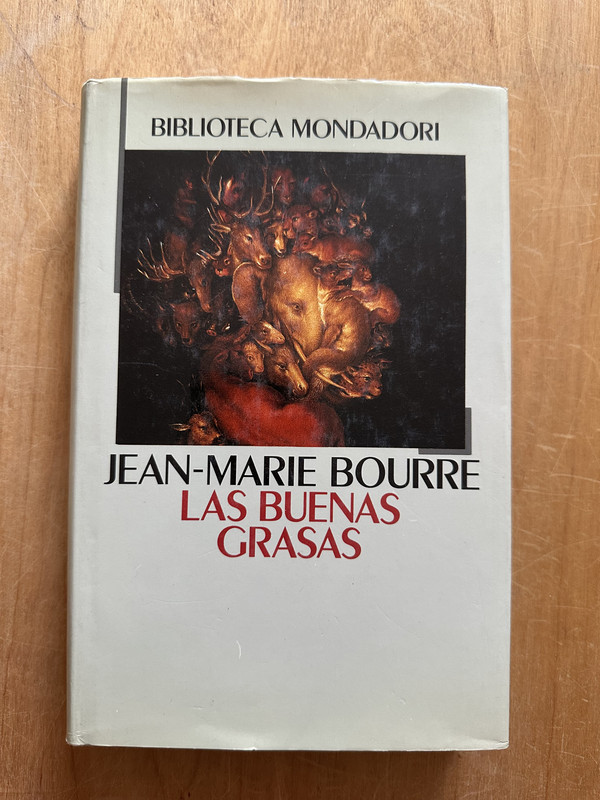 BIBLIOTECA MONDADORI
JEAN-MARIE BOURRE
LAS BUENAS
GRASAS